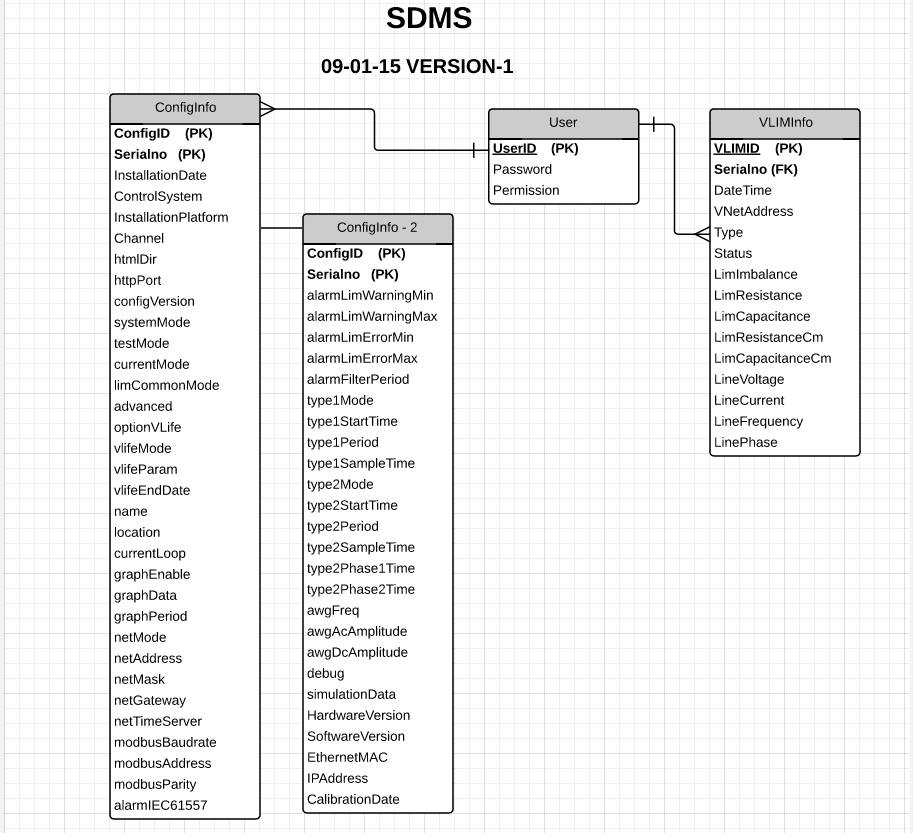 SDMS
09-01-15 VERSION-1
ConfigInfo
ConfigID (PK)
Serialno (PK)
InstallationDate
ControlSystem
InstallationPlatform
Channel
htmlDir
httpPort
configVersion
systemMode
testMode
currentMode
limCommonMode
advanced
optionVLife
vlifeMode
vlifeParam
vlifeEndDate
name
location
currentLoop
graphEnable
graphData
graphPeriod
netMode
netAddress
netMask
netGateway
netTimeServer
modbusBaudrate
modbusAddress
modbusParity
alarmIEC61557
ConfigInfo - 2
ConfigID (PK)
Serialno (PK)
alarmLimWarningMin
alarmLimWarningMax
alarmLimErrorMin
alarmLimErrorMax
alarmFilterPeriod
type1Mode
type1StartTime
type1Period
type1SampleTime
type2Mode
type2StartTime
type2Period
type2SampleTime
type2Phase1Time
type2Phase2Time
awgFreq
awgAcAmplitude
awgDcAmplitude
debug
simulationData
HardwareVersion
SoftwareVersion
EthernetMAC
IPAddress
CalibrationDate
User
UserID (PK)
Password
Permission
VLIMInfo
VLIMID (PK)
Serialno (FK)
DateTime
VNetAddress
Type
Status
LimImbalance
LimResistance
LimCapacitance
LimResistanceCm
LimCapacitanceCm
LineVoltage
LineCurrent
LineFrequency
LinePhase